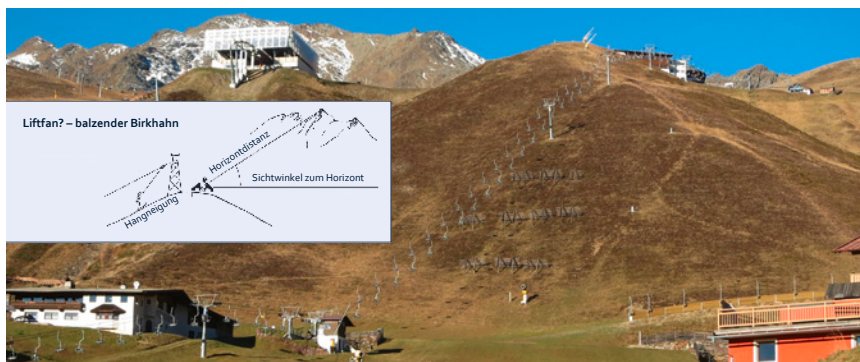 Liftfan? – balzender Birkhahn
Horizontdistanz
Sichtwinkel zum Horizont
Hangneigung